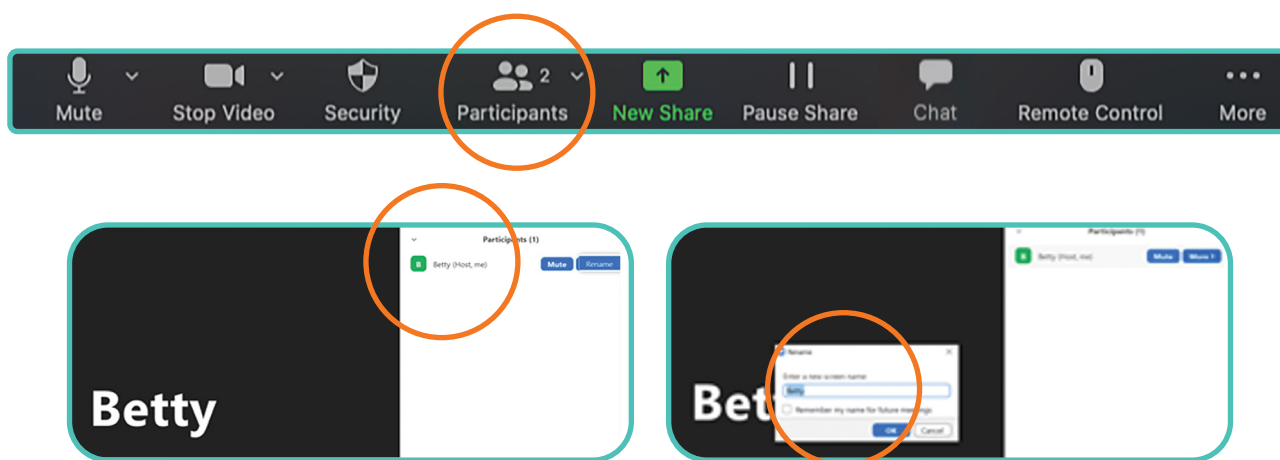 2
Mute Stop Video Security Participants New Share Pause Share Chat Remote Control More
Participants (1)
B Betty (Host, me) Mute Rename
Betty
Participants (1)
B Betty (Host, me) Mute More
Rename
Enter a new screen name
Betty
Remember my name for future meetings
OK Cancel
Bet